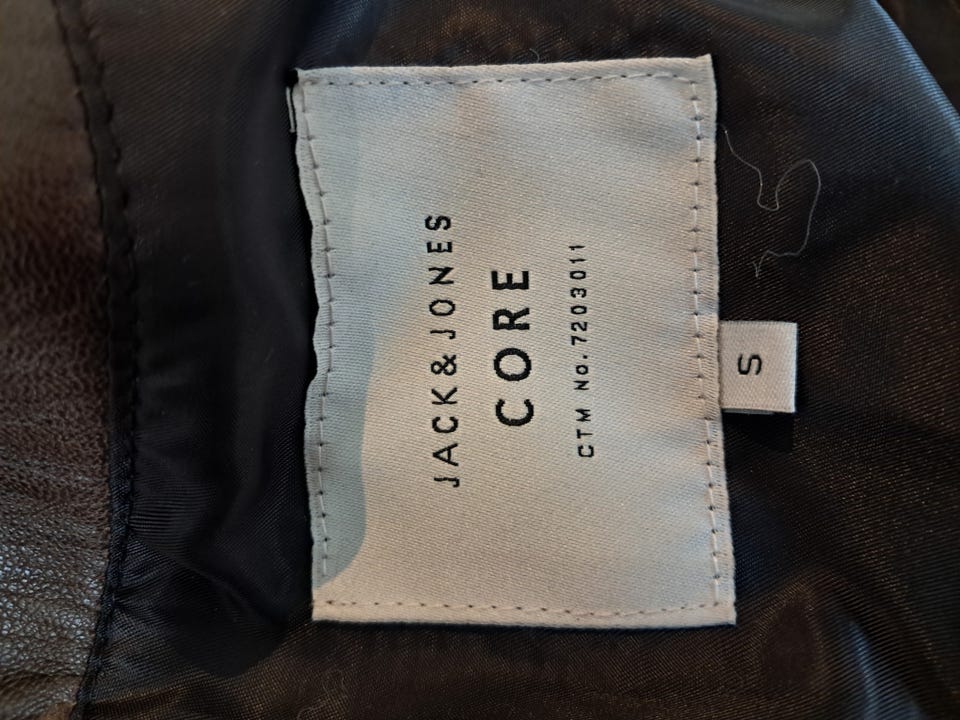 JACK&JONES
CORE
CTM No.7203011
S